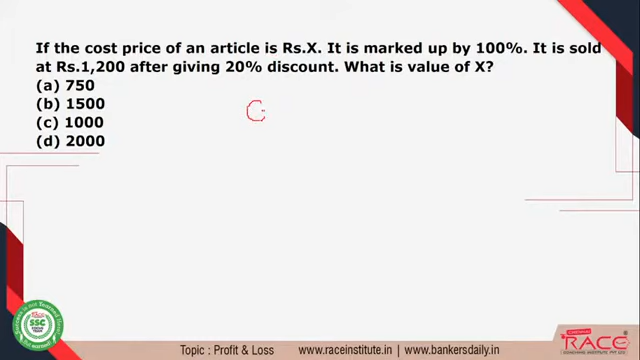 If the cost price of an article is Rs.X. It is marked up by 100%. It is sold
at Rs.1,200 after giving 20% discount. What is value of X?
(a) 750
(b) 1500
(c) 1000
(d) 2000
C
SSC
RACE
Topic : Profit & Loss www.raceinstitute.in | www.bankersdaily.in